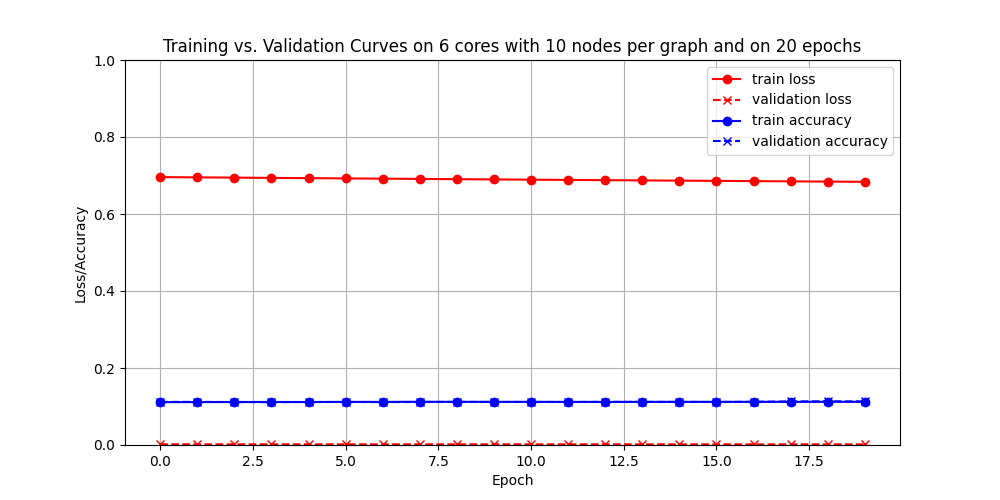 Training vs. Validation Curves on 6 cores with 10 nodes per graph and on 20 epochs
1.0
0.8
0.6
0.4
0.2
0.0
Loss/Accuracy
train loss
validation loss
train accuracy
validation accuracy
0.0 2.5 5.0 7.5 10.0 12.5 15.0 17.5
Epoch